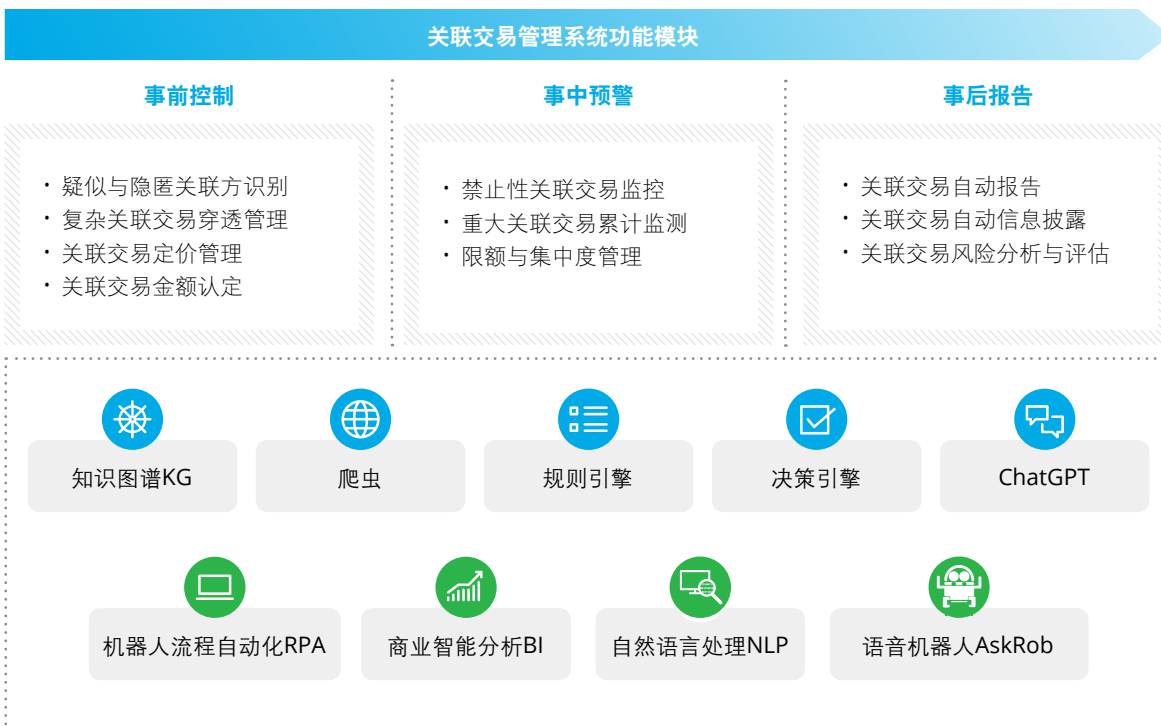 关联交易管理系统功能模块
事前控制
· 疑似与隐匿关联方识别
· 复杂关联交易穿透管理
· 关联交易定价管理
· 关联交易金额认定
事中预警
· 禁止性关联交易监控
· 重大关联交易累计监测
· 限额与集中度管理
事后报告
· 关联交易自动报告
· 关联交易自动信息披露
· 关联交易风险分析与评估
知识图谱KG
爬虫
规则引擎
决策引擎
ChatGPT
机器人流程自动化RPA
商业智能分析BI
自然语言处理NLP
语音机器人AskRob